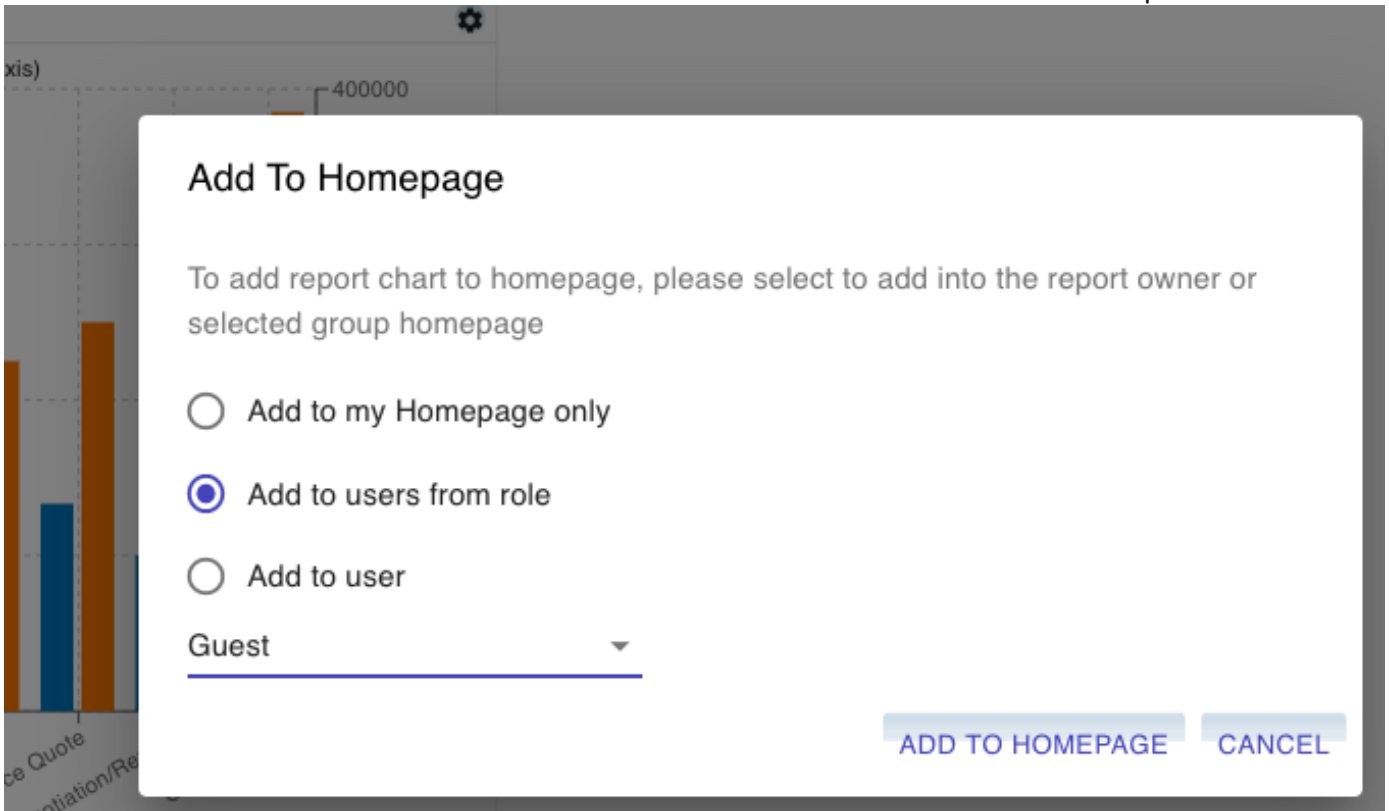 xis)
400000
Add To Homepage
To add report chart to homepage, please select to add into the report owner or
selected group homepage
Add to my Homepage only
Add to users from role
Add to user
Guest
ADD TO HOMEPAGE
CANCEL
ce Quote
otiation/Re